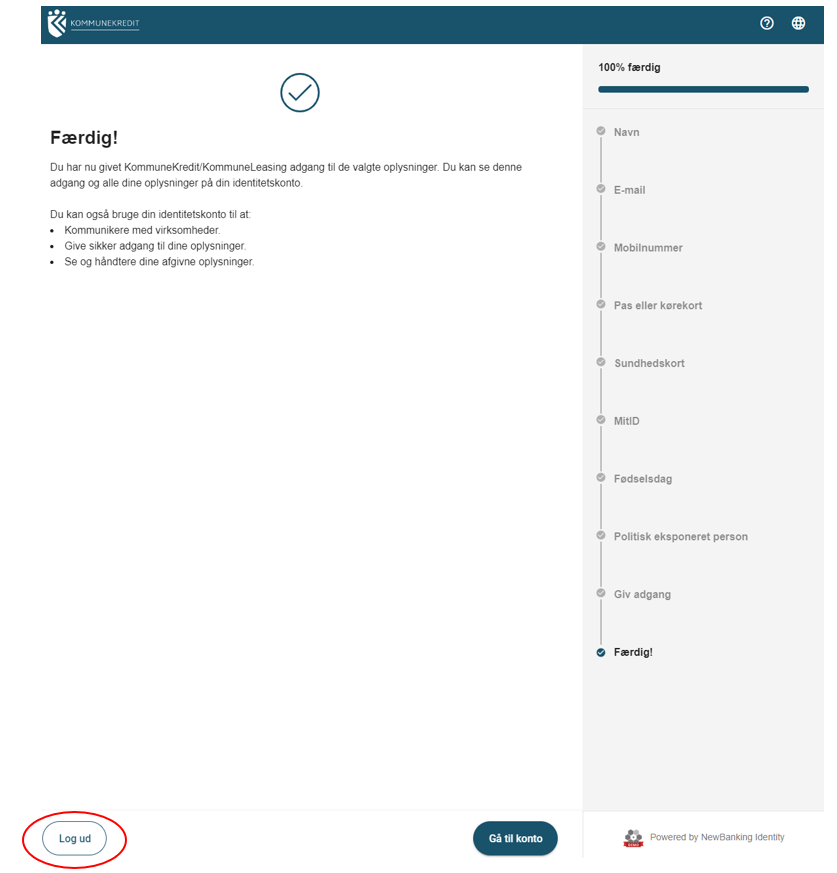 KOMMUNEKREDIT
100% færdig
Færdig!
Du har nu givet KommuneKredit/KommuneLeasing adgang til de valgte oplysninger. Du kan se denne
adgang og alle dine oplysninger på din identitetskonto.
Du kan også bruge din identitetskonto til at:
• Kommunikere med virksomheder.
• Give sikker adgang til dine oplysninger.
• Se og håndtere dine afgivne oplysninger.
Navn
E-mail
Mobilnummer
Pas eller kørekort
Sundhedskort
MitID
Fødselsdag
Politisk eksponeret person
Giv adgang
Færdig!
Log ud
Gå til konto
Powered by NewBanking Identity